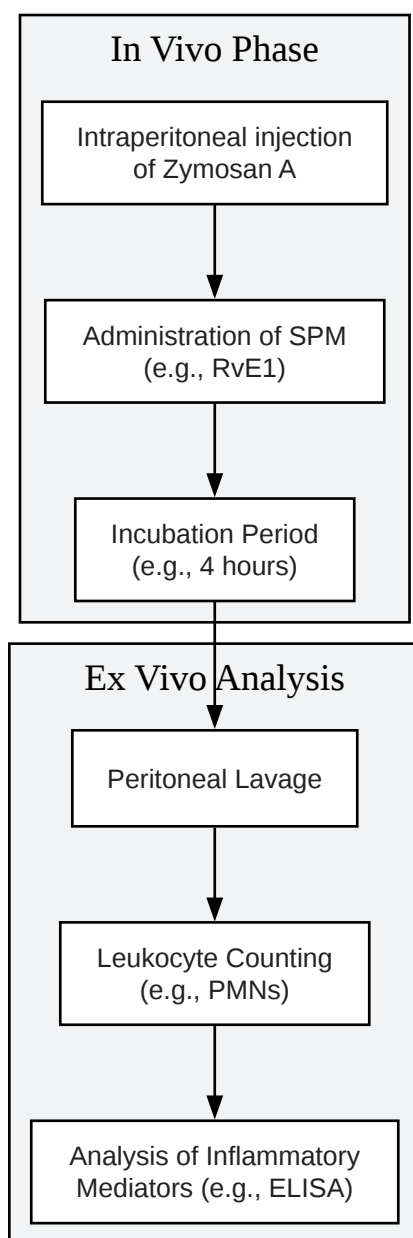 In Vivo Phase
Intraperitoneal injection
of Zymosan A
Administration of SPM
(e.g., RvE1)
Incubation Period
(e.g., 4 hours)
Ex Vivo Analysis
Peritoneal Lavage
Leukocyte Counting
(e.g., PMNs)
Analysis of Inflammatory
Mediators (e.g., ELISA)